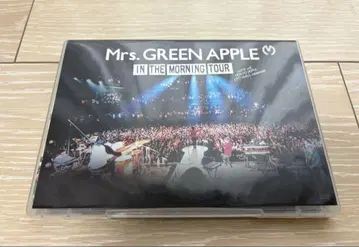 Mrs. GREEN APPLE
IN THE MORNING TOUR